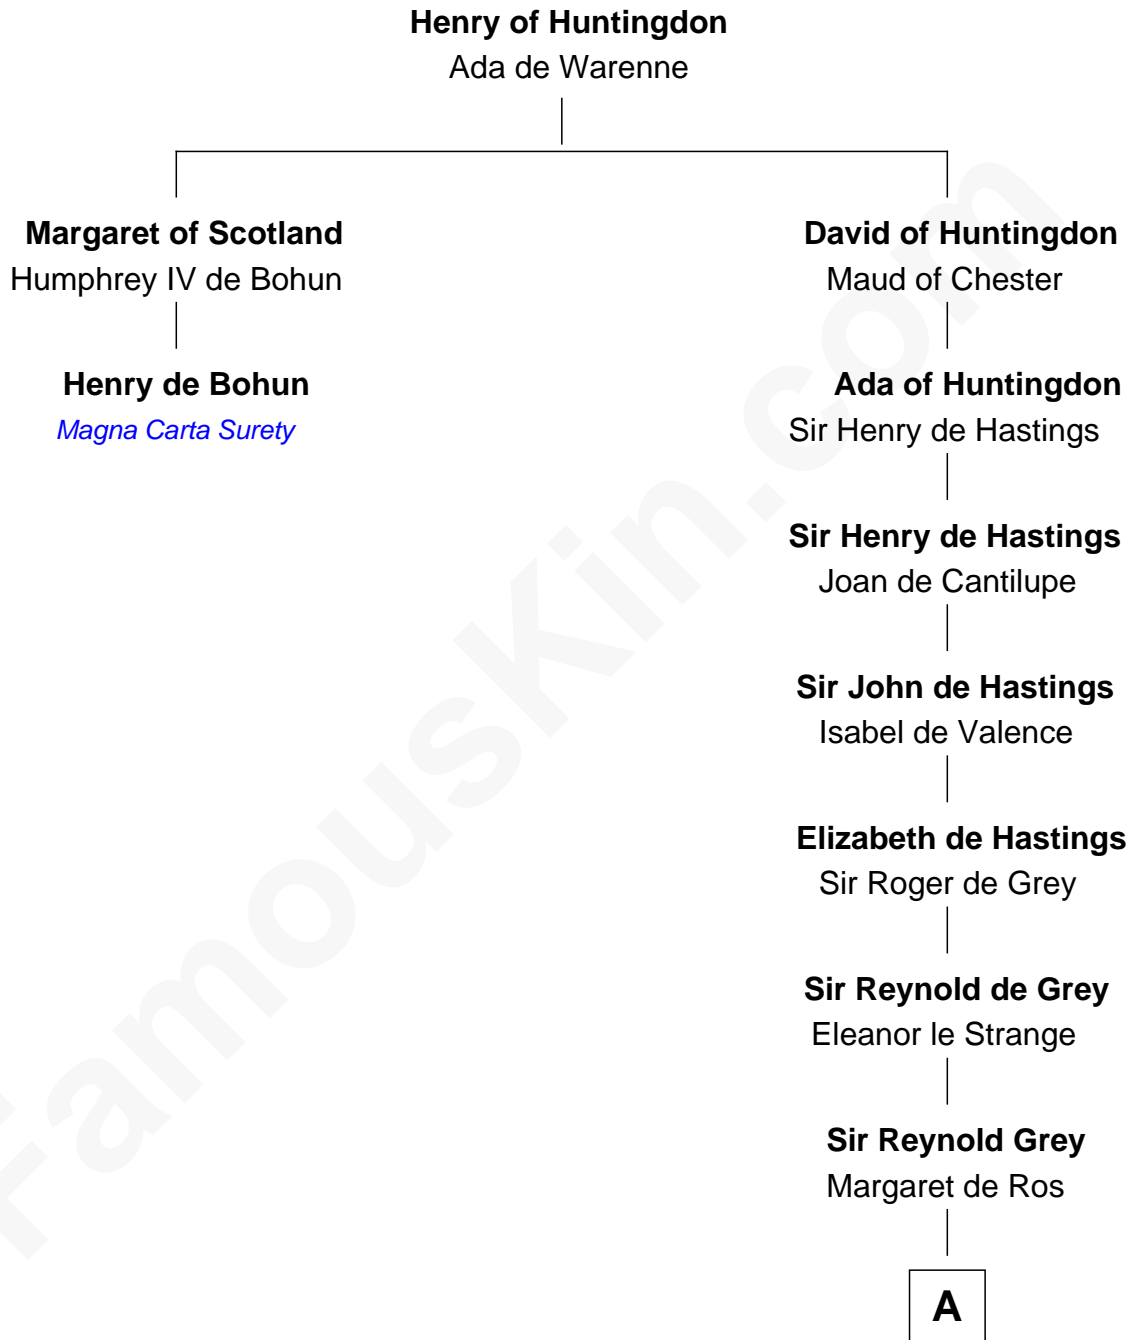 Henry of Huntingdon
Ada de Warenne
Margaret of Scotland
Humphrey IV de Bohun
Henry de Bohun
Magna Carta Surety
David of Huntingdon
Maud of Chester
Ada of Huntingdon
Sir Henry de Hastings
Sir Henry de Hastings
Joan de Cantilupe
Sir John de Hastings
Isabel de Valence
Elizabeth de Hastings
Sir Roger de Grey
Sir Reynold de Grey
Eleanor le Strange
Sir Reynold Grey
Margaret de Ros
A
FamousKin.com